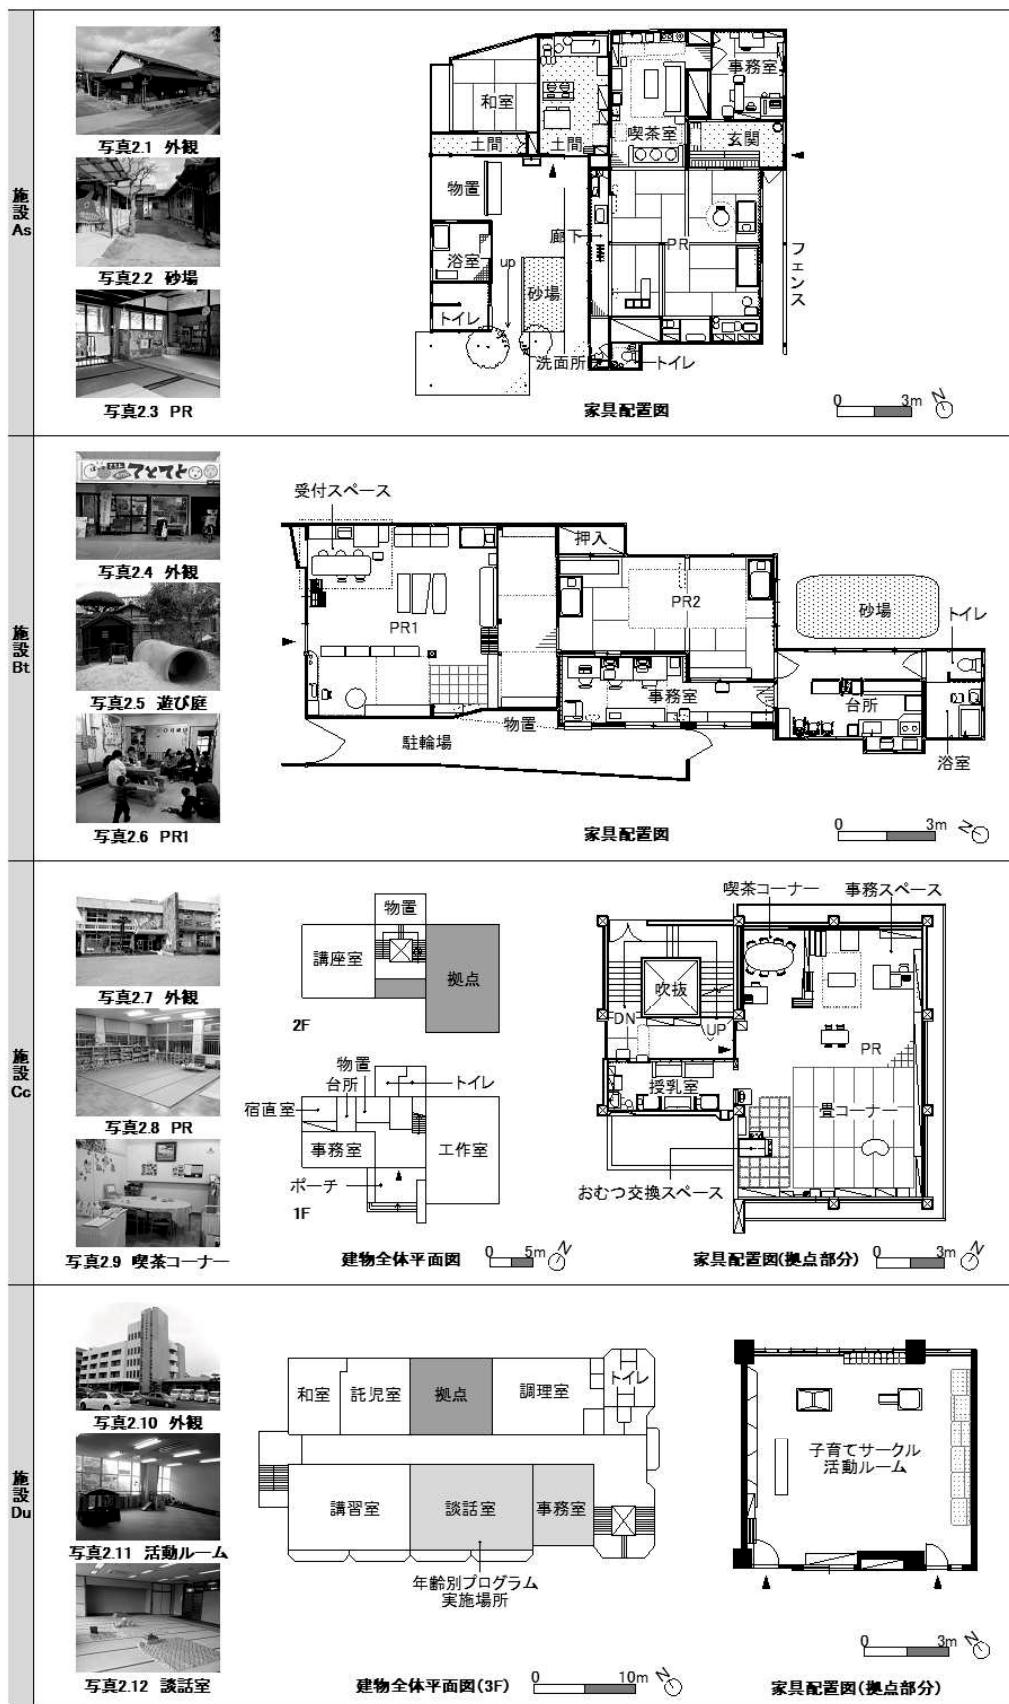 施設As
写真2.1 外観
写真2.2 砂場
写真2.3 PR
和室
土間
土間
喫茶室
事務室
玄関
物置
廊下
PR
浴室
up
砂場
トイレ
洗面所
トイレ
フェンス
家具配置図
0 3m N
施設Bt
てとてと
写真2.4 外観
写真2.5 遊び庭
写真2.6 PR1
受付スペース
押入
PR1
PR2
砂場
トイレ
事務室
台所
物置
駐輪場
浴室
家具配置図
0 3m N
施設Cc
写真2.7 外観
写真2.8 PR
写真2.9 喫茶コーナー
物置
講座室
拠点
2F
物置
台所
トイレ
宿直室
事務室
工作室
ポーチ
1F
建物全体平面図
0 5m N
喫茶コーナー
事務スペース
吹抜
DN
UP
PR
授乳室
畳コーナー
おむつ交換スペース
家具配置図(拠点部分)
0 3m N
施設Du
写真2.10 外観
写真2.11 活動ルーム
写真2.12 談話室
和室
託児室
拠点
調理室
トイレ
講習室
談話室
事務室
年齢別プログラム
実施場所
建物全体平面図(3F)
0 10m N
子育てサークル
活動ルーム
0 3m N
家具配置図(拠点部分)